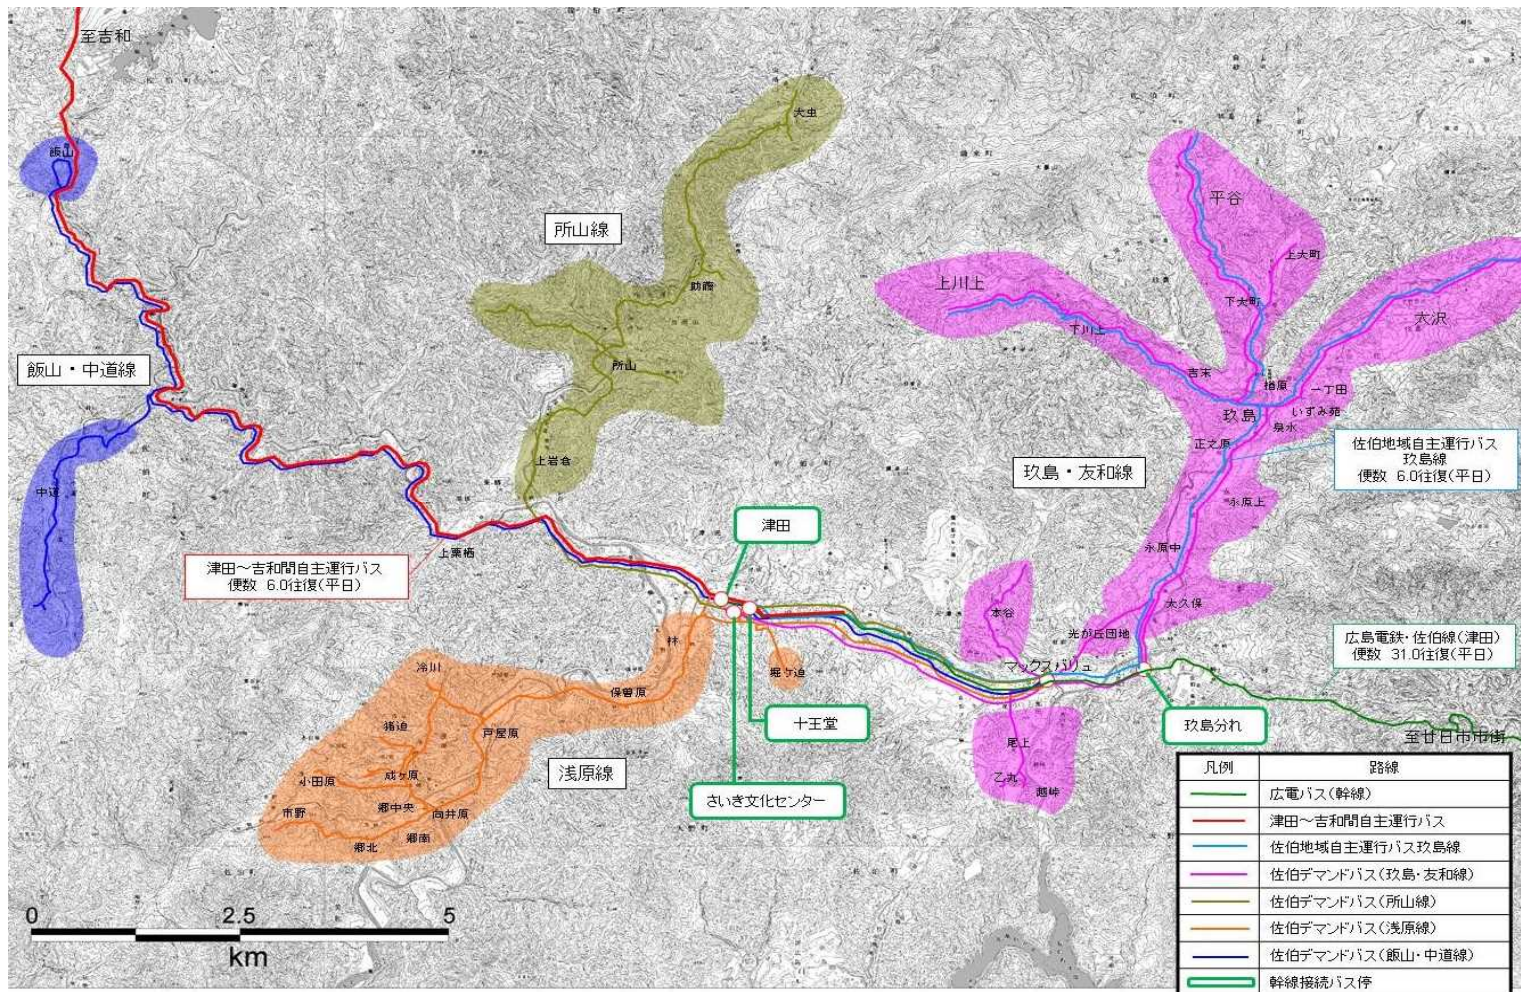 至吉和
飯山
大虫
所山線
平谷
上大町
上川上
下大町
大沢
下川上
助藤
飯山・中道線
所山
吉末
楢原
一丁田
いずみ苑
玖島
泉水
正之原
佐伯地域自主運行バス
玖島線
便数 6.0往復(平日)
玖島・友和線
上岩倉
永原上
中道
津田
永原中
上栗栖
津田～吉和間自主運行バス
便数 6.0往復(平日)
大久保
本谷
光が丘団地
広島電鉄・佐伯線(津田)
便数 31.0往復(平日)
林
マックスバリュ
冷川
堀ケ迫
保曽原
猪迫
戸屋原
十王堂
玖島分れ
尾上
至廿日市市街
浅原線
成ヶ原
小田原
乙丸
越峠
さいき文化センター
郷中央
市野
向井原
郷南
郷北
凡例 路線
広電バス(幹線)
津田～吉和間自主運行バス
佐伯地域自主運行バス玖島線
佐伯デマンドバス(玖島・友和線)
佐伯デマンドバス(所山線)
佐伯デマンドバス(浅原線)
佐伯デマンドバス(飯山・中道線)
幹線接続バス停
0 2.5 5
km